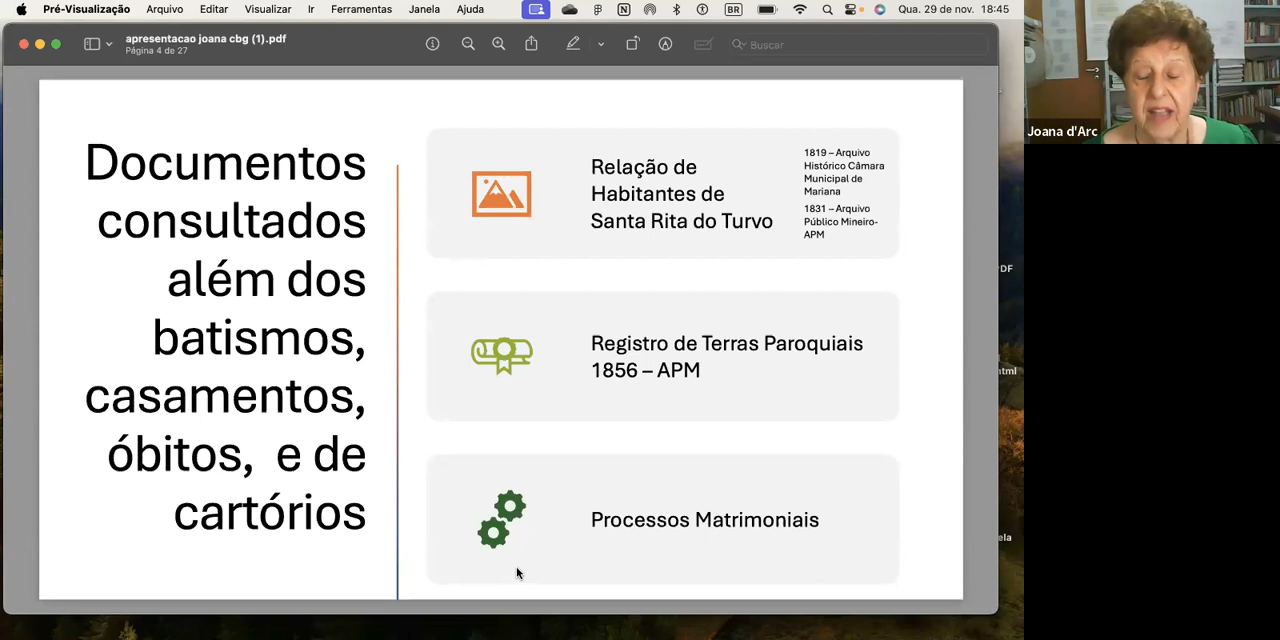 Pré-Visualização Arquivo Editar Visualizar Ir Ferramentas Janela Ajuda BR Qua. 29 de nov. 18:45
apresentacao joana cbg (1).pdf
Página 4 de 27
Buscar
Documentos
consultados
além dos
batismos,
casamentos,
óbitos, e de
cartórios
Relação de
Habitantes de
Santa Rita do Turvo
1819 – Arquivo
Histórico Câmara
Municipal de
Mariana
1831 – Arquivo
Público Mineiro-
APM
Registro de Terras Paroquiais
1856 – APM
Processos Matrimoniais
Joana d'Arc